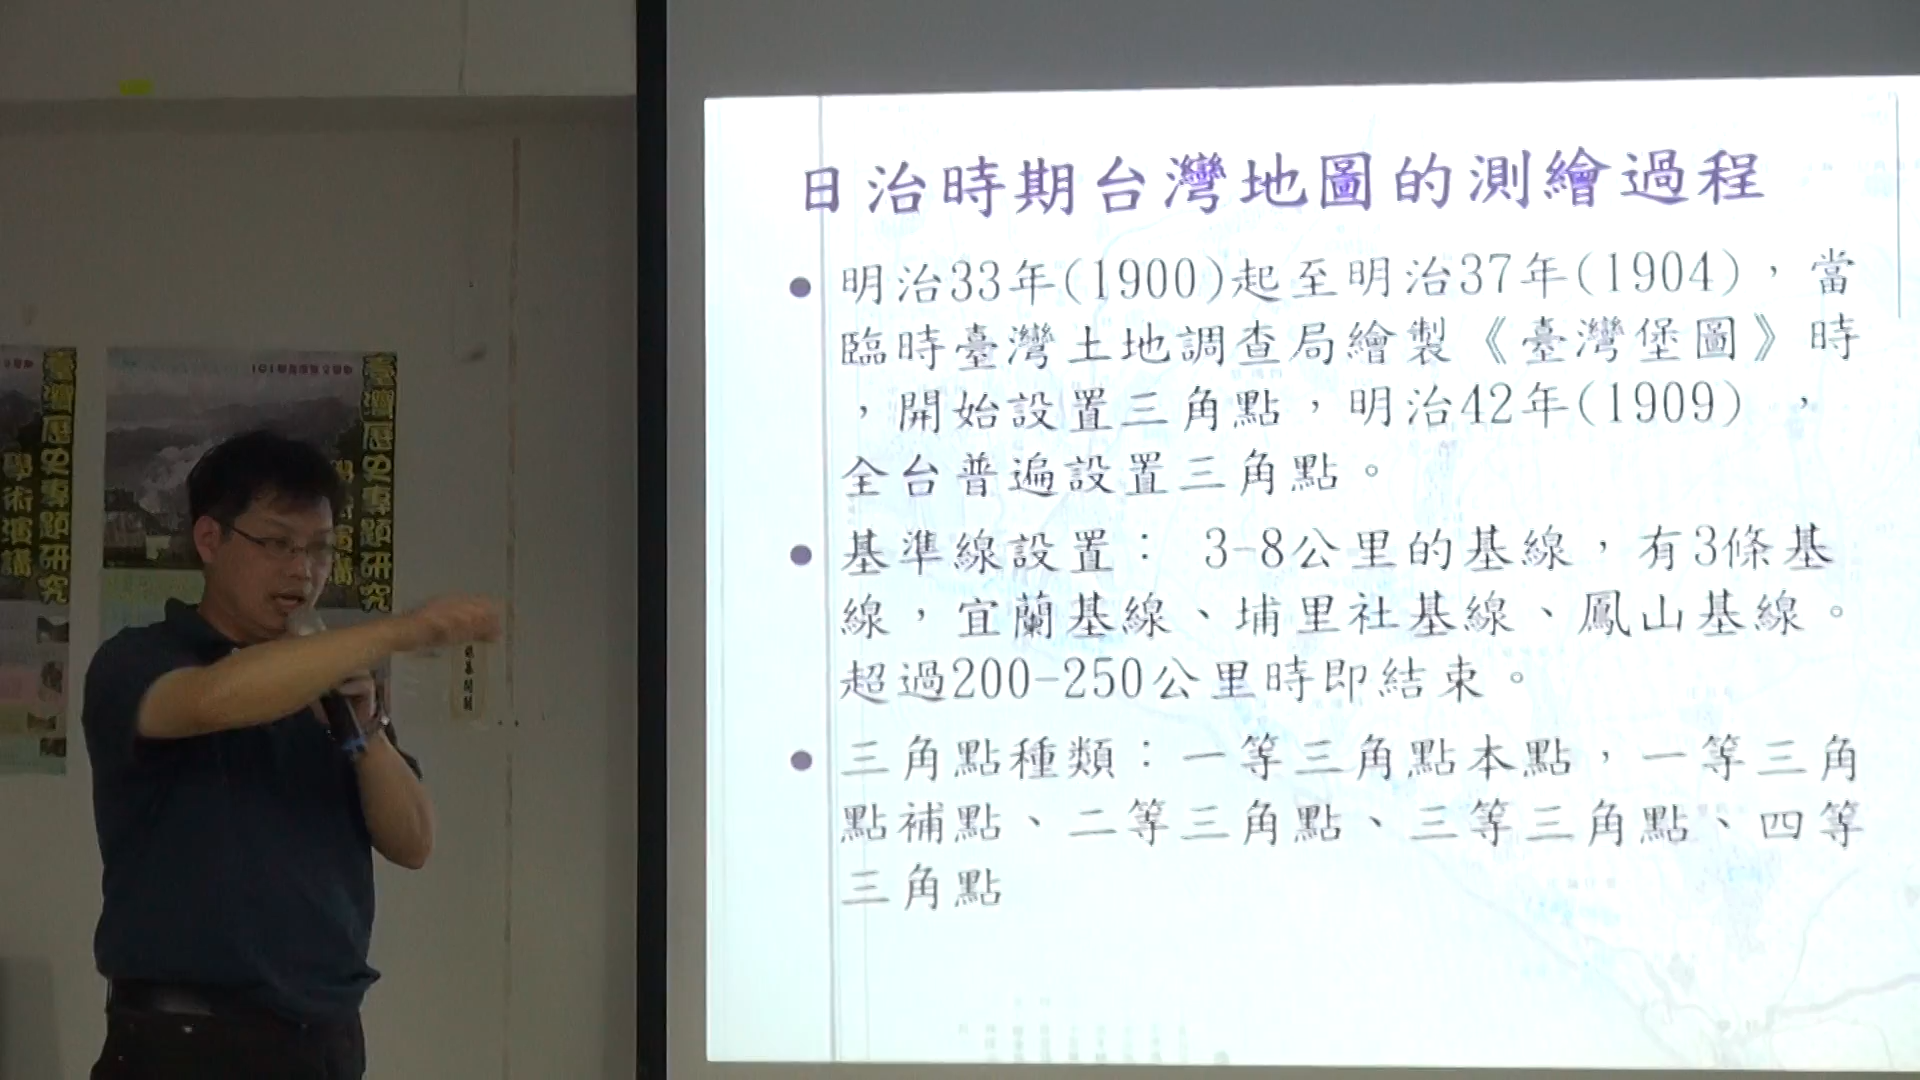 日治時期台灣地圖的測繪過程
● 明治33年(1900)起至明治37年(1904)，當
臨時臺灣土地調查局繪製《臺灣堡圖》時
，開始設置三角點，明治42年(1909) ，
全台普遍設置三角點。
● 基準線設置： 3-8公里的基線，有3條基
線，宜蘭基線、埔里社基線、鳳山基線。
超過200-250公里時即結束。
● 三角點種類：一等三角點本點，一等三角
點補點、二等三角點、三等三角點、四等
三角點
臺灣歷史專題研究
學術演講
臺灣歷史專題研究